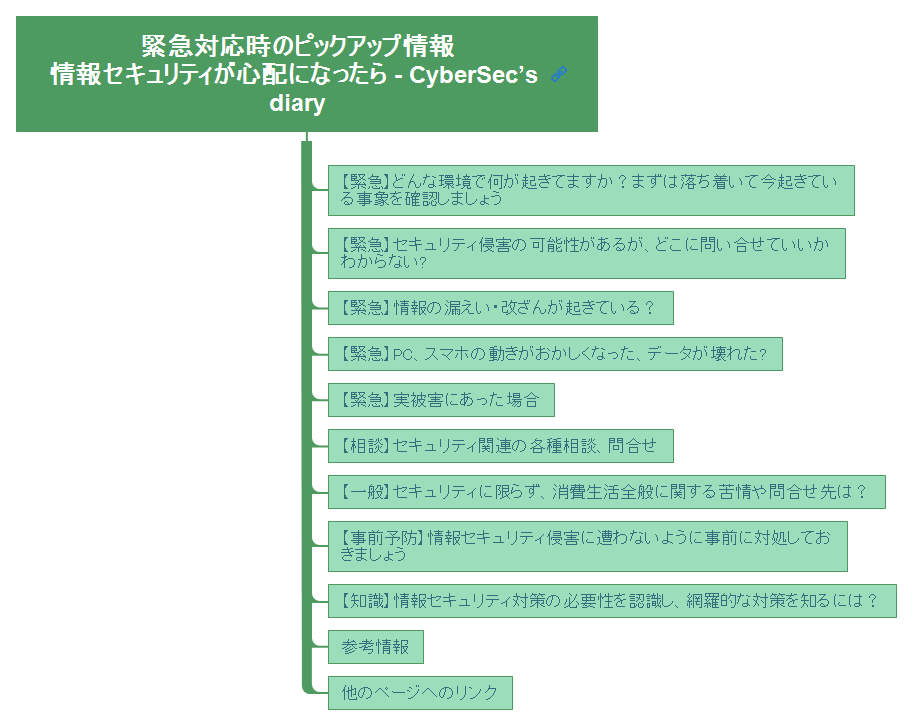 緊急対応時のピックアップ情報
情報セキュリティが心配になったら - CyberSec’s
diary
【緊急】どんな環境で何が起きてますか？まずは落ち着いて今起きてい
る事象を確認しましょう
【緊急】セキュリティ侵害の可能性があるが、どこに問い合せていいか
わからない?
【緊急】情報の漏えい・改ざんが起きている？
【緊急】PC、スマホの動きがおかしくなった、データが壊れた?
【緊急】実被害にあった場合
【相談】セキュリティ関連の各種相談、問合せ
【一般】セキュリティに限らず、消費生活全般に関する苦情や問合せ先は？
【事前予防】情報セキュリティ侵害に遭わないように事前に対処してお
きましょう
【知識】情報セキュリティ対策の必要性を認識し、網羅的な対策を知るには？
参考情報
他のページへのリンク